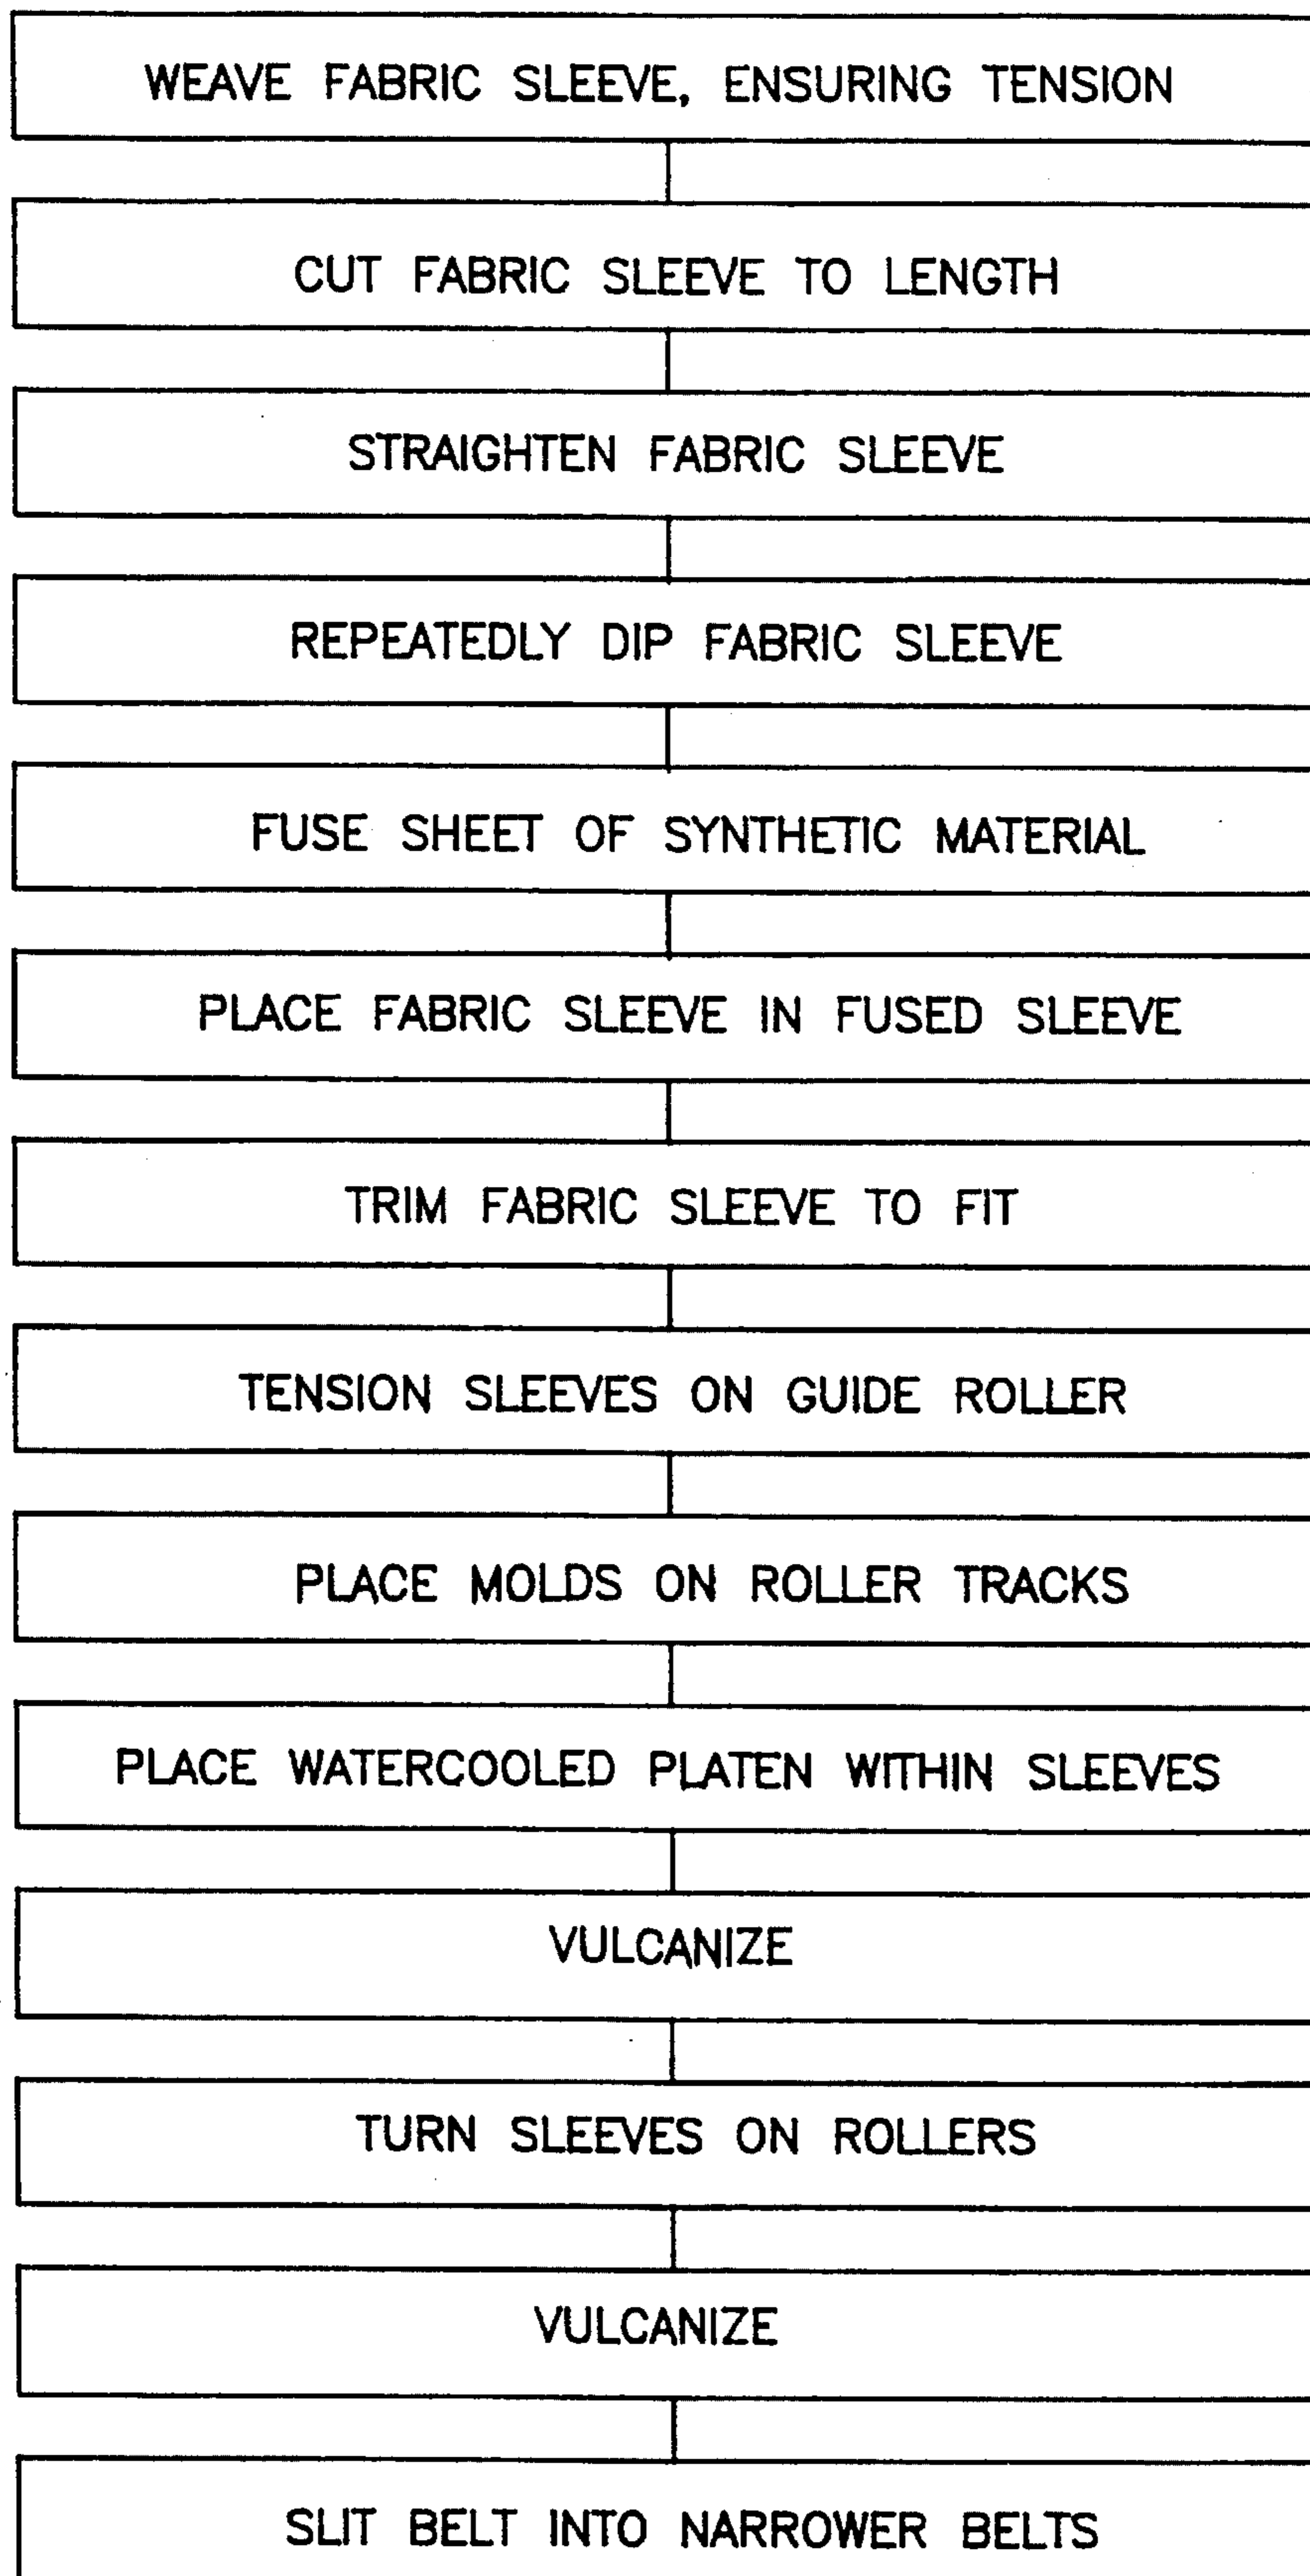 WEAVE FABRIC SLEEVE, ENSURING TENSION
CUT FABRIC SLEEVE TO LENGTH
STRAIGHTEN FABRIC SLEEVE
REPEATEDLY DIP FABRIC SLEEVE
FUSE SHEET OF SYNTHETIC MATERIAL
PLACE FABRIC SLEEVE IN FUSED SLEEVE
TRIM FABRIC SLEEVE TO FIT
TENSION SLEEVES ON GUIDE ROLLER
PLACE MOLDS ON ROLLER TRACKS
PLACE WATERCOOLED PLATEN WITHIN SLEEVES
VULCANIZE
TURN SLEEVES ON ROLLERS
VULCANIZE
SLIT BELT INTO NARROWER BELTS